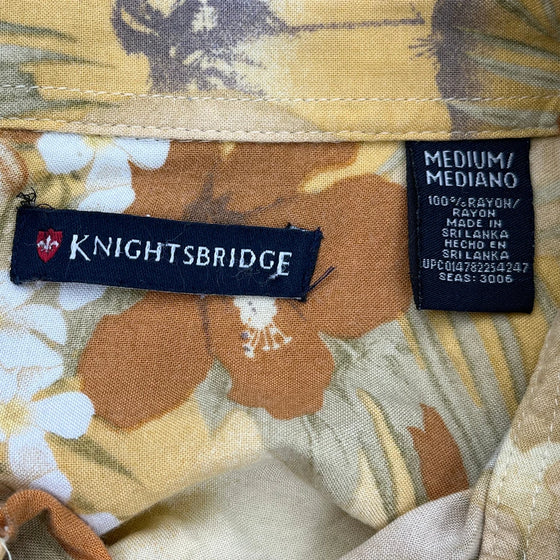 KNIGHTSBRIDGE
MEDIUM/
MEDIANO
100%RAYON/
RAYON
MADE IN
SRI LANKA
HECHO EN
SRI LANKA
UPC014782254247
SEAS: 3006